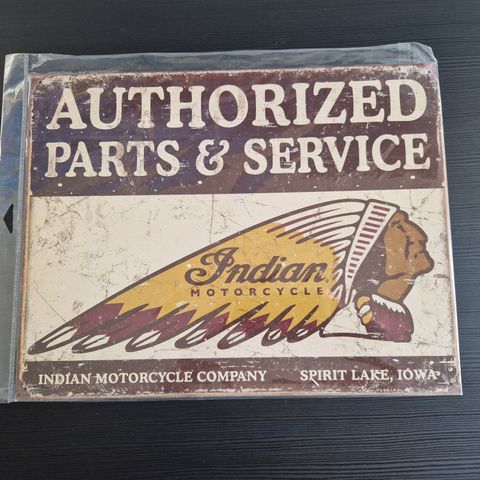 AUTHORIZED
PARTS & SERVICE
Indian
MOTORCYCLE
INDIAN MOTORCYCLE COMPANY SPIRIT LAKE, IOWA